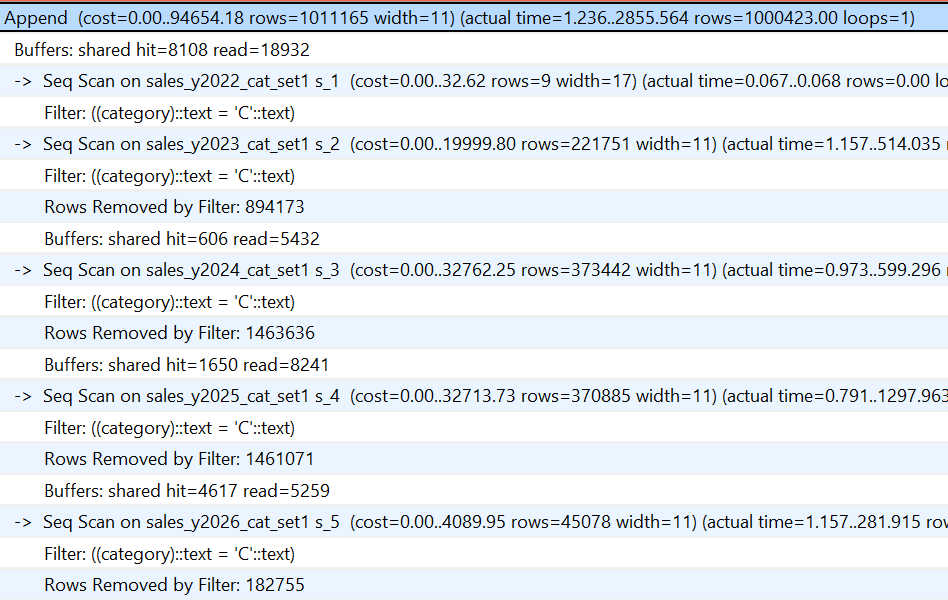 Append (cost=0.00..94654.18 rows=1011165 width=11) (actual time=1.236..2855.564 rows=1000423.00 loops=1)
Buffers: shared hit=8108 read=18932
-> Seq Scan on sales_y2022_cat_set1 s_1 (cost=0.00..32.62 rows=9 width=17) (actual time=0.067..0.068 rows=0.00 lo
Filter: ((category)::text = 'C'::text)
-> Seq Scan on sales_y2023_cat_set1 s_2 (cost=0.00..19999.80 rows=221751 width=11) (actual time=1.157..514.035
Filter: ((category)::text = 'C'::text)
Rows Removed by Filter: 894173
Buffers: shared hit=606 read=5432
-> Seq Scan on sales_y2024_cat_set1 s_3 (cost=0.00..32762.25 rows=373442 width=11) (actual time=0.973..599.296
Filter: ((category)::text = 'C'::text)
Rows Removed by Filter: 1463636
Buffers: shared hit=1650 read=8241
-> Seq Scan on sales_y2025_cat_set1 s_4 (cost=0.00..32713.73 rows=370885 width=11) (actual time=0.791..1297.963
Filter: ((category)::text = 'C'::text)
Rows Removed by Filter: 1461071
Buffers: shared hit=4617 read=5259
-> Seq Scan on sales_y2026_cat_set1 s_5 (cost=0.00..4089.95 rows=45078 width=11) (actual time=1.157..281.915 rov
Filter: ((category)::text = 'C'::text)
Rows Removed by Filter: 182755